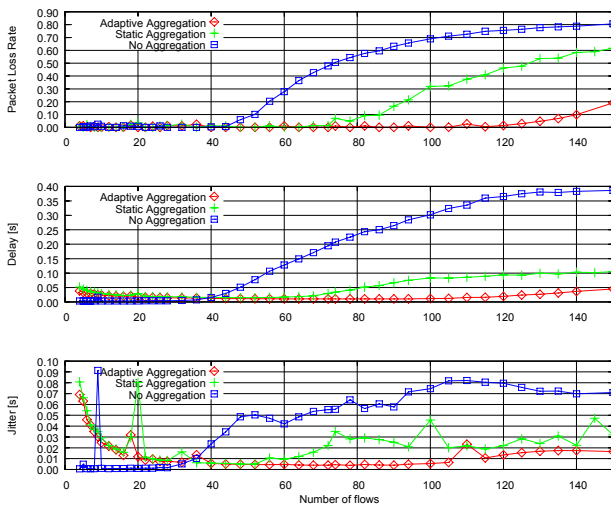 Packet Loss Rate
0.90
0.80
0.70
0.60
0.50
0.40
0.30
0.20
0.10
0.00
Adaptive Aggregation
Static Aggregation
No Aggregation
0 20 40 60 80 100 120 140
Delay [s]
0.40
0.35
0.30
0.25
0.20
0.15
0.10
0.05
0.00
Adaptive Aggregation
Static Aggregation
No Aggregation
0 20 40 60 80 100 120 140
Jitter [s]
0.10
0.09
0.08
0.07
0.06
0.05
0.04
0.03
0.02
0.01
0.00
Adaptive Aggregation
Static Aggregation
No Aggregation
0 20 40 60 80 100 120 140
Number of flows